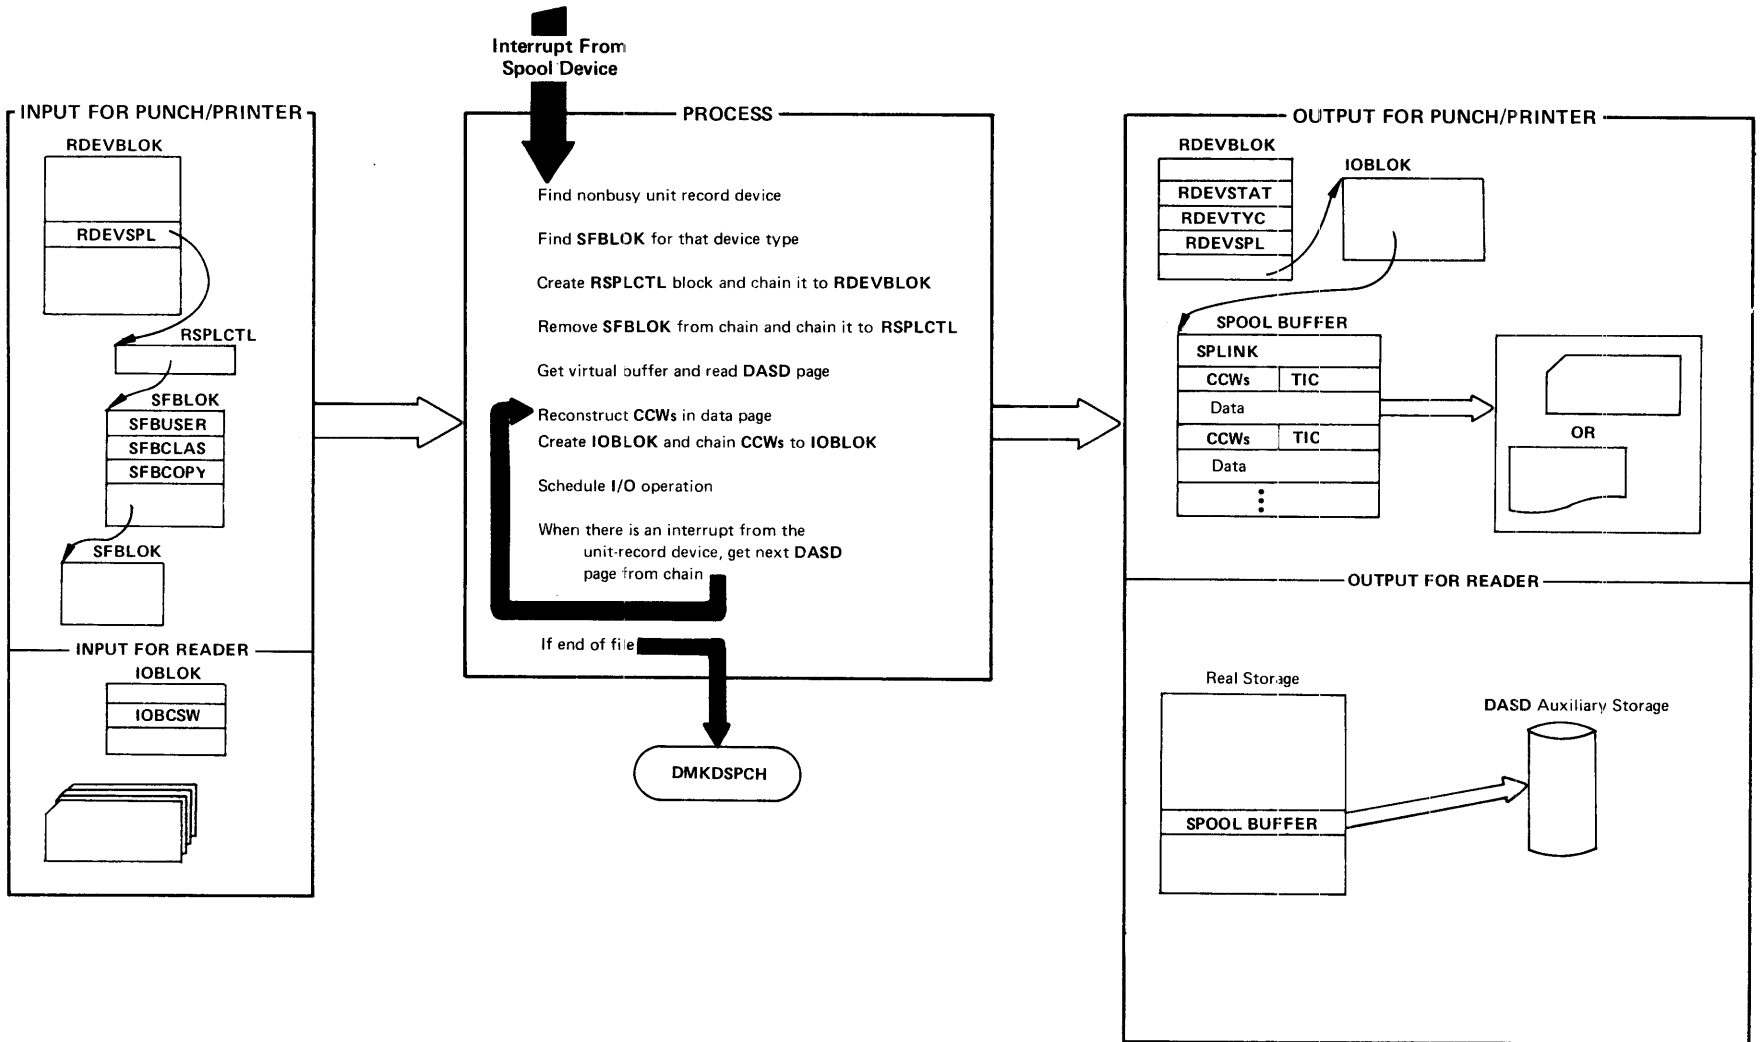 Interrupt From
Spool Device
INPUT FOR PUNCH/PRINTER
RDEVBLOK
RDEVSPL
RSPLCTL
SFBLOK
SFBUSER
SFBCLAS
SFBCOPY
SFBLOK
INPUT FOR READER
IOBLOK
IOBCSW
PROCESS
Find nonbusy unit record device
Find SFBLOK for that device type
Create RSPLCTL block and chain it to RDEVBLOK
Remove SFBLOK from chain and chain it to RSPLCTL
Get virtual buffer and read DASD page
Reconstruct CCWs in data page
Create IOBLOK and chain CCWs to IOBLOK
Schedule I/O operation
When there is an interrupt from the
unit-record device, get next DASD
page from chain
If end of file
DMKDSPCH
OUTPUT FOR PUNCH/PRINTER
RDEVBLOK
RDEVSTAT
RDEVTYC
RDEVSPL
IOBLOK
SPOOL BUFFER
SPLINK
CCWs TIC
Data
CCWs TIC
Data
OR
OUTPUT FOR READER
Real Storage
SPOOL BUFFER
DASD Auxiliary Storage